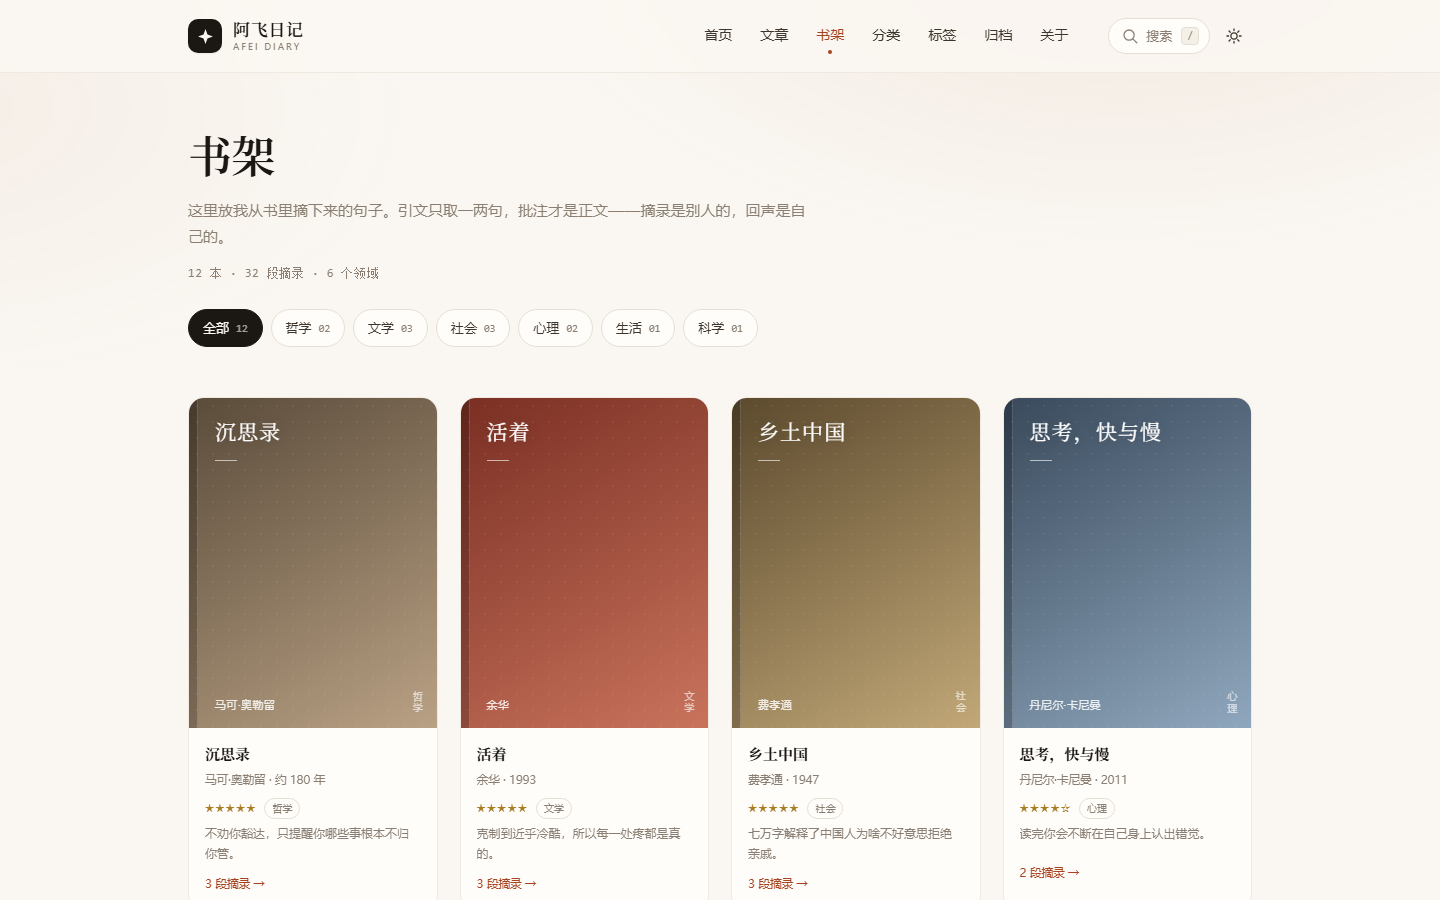 阿飞日记
AFEI DIARY
首页 文章 书架 分类 标签 归档 关于 搜索 /
书架
这里放我从书里摘下来的句子。引文只取一两句，批注才是正文——摘录是别人的，回声是自
己的。
12 本 · 32 段摘录 · 6 个领域
全部 12 哲学 02 文学 03 社会 03 心理 02 生活 01 科学 01
沉思录
马可·奥勒留
哲学
活着
余华
文学
乡土中国
费孝通
社会
思考，快与慢
丹尼尔·卡尼曼
心理
沉思录
马可·奥勒留 · 约 180 年
★★★★★ 哲学
不劝你豁达，只提醒你哪些事根本不归
你管。
3 段摘录 →
活着
余华 · 1993
★★★★★ 文学
克制到近乎冷酷，所以每一处疼都是真
的。
3 段摘录 →
乡土中国
费孝通 · 1947
★★★★★ 社会
七万字解释了中国人为啥不好意思拒绝
亲戚。
3 段摘录 →
思考，快与慢
丹尼尔·卡尼曼 · 2011
★★★★☆ 心理
读完你会不断在自己身上认出错觉。
2 段摘录 →